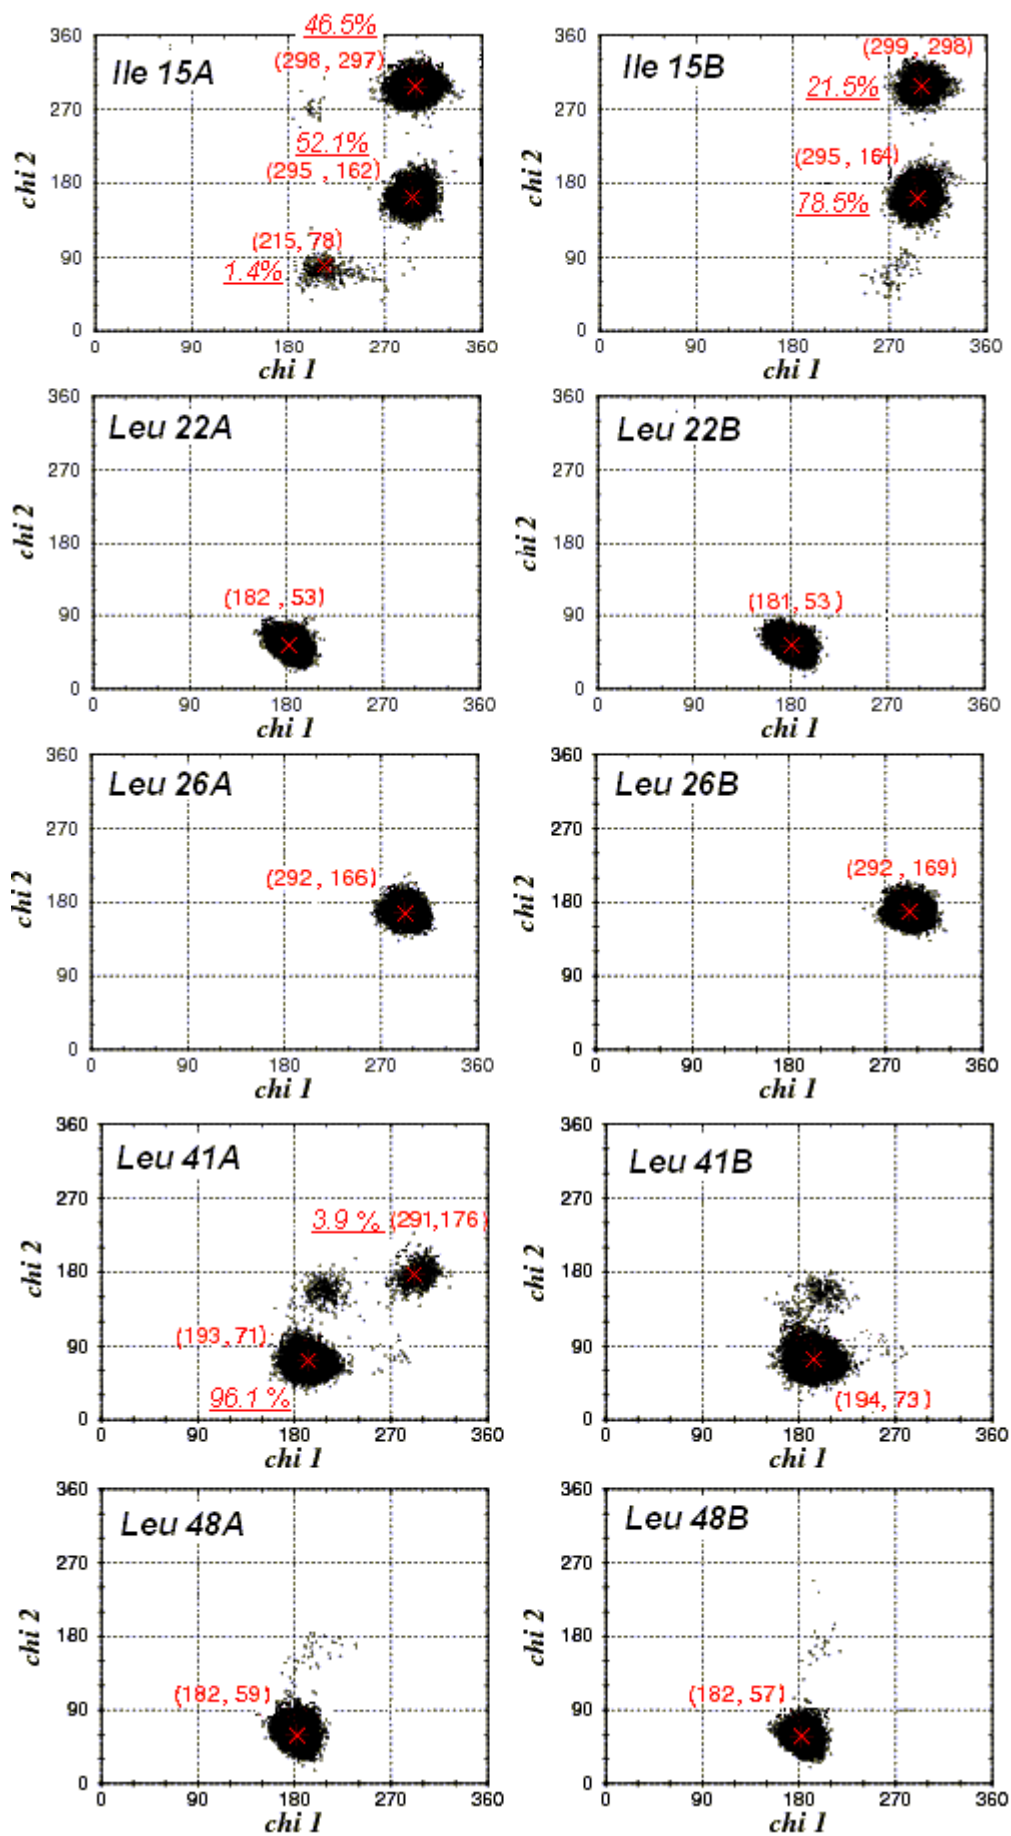 46.5%
360
Ile 15A
(298 , 297)
270
52.1%
(295 , 162)
chi 2
180
(215, 78)
90
1.4%
0
0 90 180 270 360
chi 1
360
Ile 15B
(299 , 298)
21.5%
270
(295 , 164)
chi 2
180
78.5%
90
0
0 90 180 270 360
chi 1
360
Leu 22A
270
chi 2
180
(182 , 53)
90
0
0 90 180 270 360
chi 1
360
Leu 22B
270
chi 2
180
(181, 53 )
90
0
0 90 180 270 360
chi 1
360
Leu 26A
270
chi 2
(292 , 166)
180
90
0
0 90 180 270 360
chi 1
360
Leu 26B
270
chi 2
(292 , 169)
180
90
0
0 90 180 270 360
chi 1
360
Leu 41A
270
3.9 % (291,176)
chi 2
180
(193, 71)
90
96.1 %
0
0 90 180 270 360
chi 1
360
Leu 41B
270
chi 2
180
90
(194, 73)
0
0 90 180 270 360
chi 1
360
Leu 48A
270
chi 2
180
(182, 59)
90
0
0 90 180 270 360
chi 1
360
Leu 48B
270
chi 2
180
(182, 57)
90
0
0 90 180 270 360
chi 1